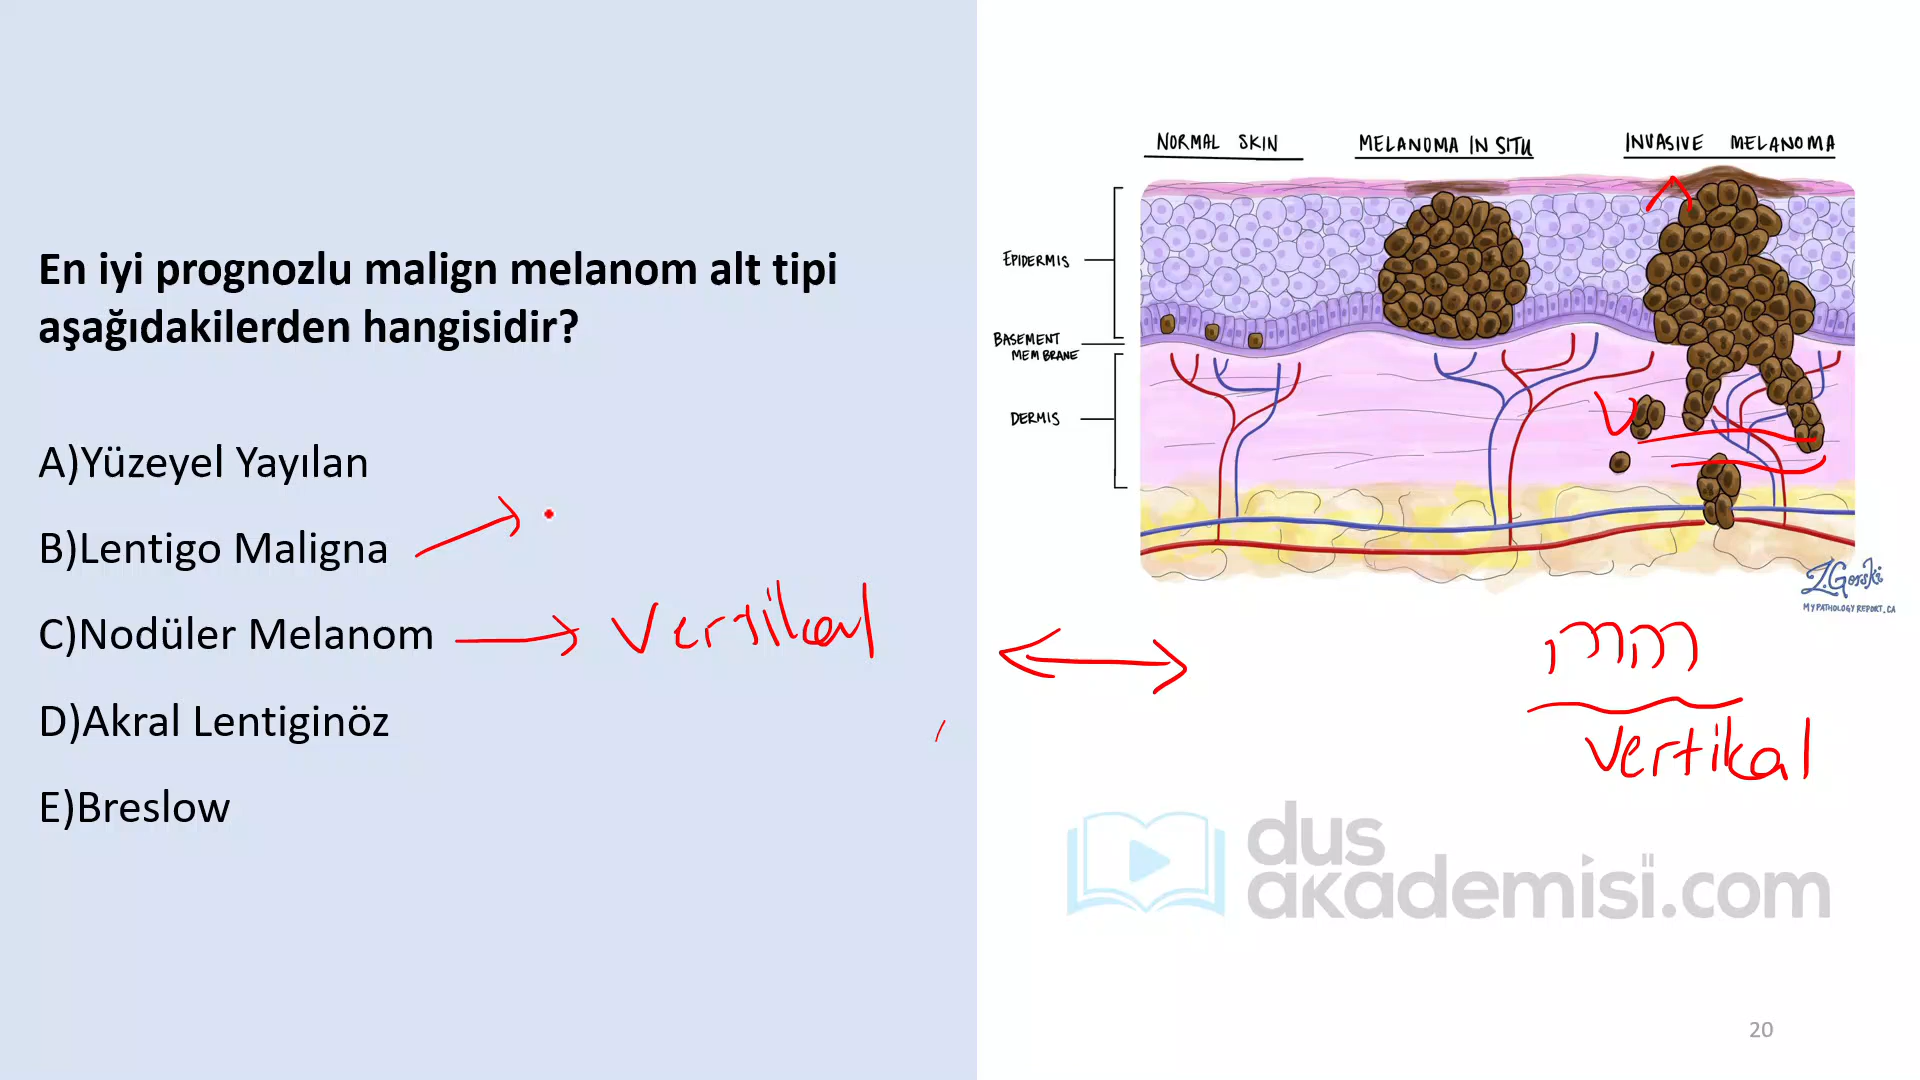 En iyi prognozlu malign melanom alt tipi
aşağıdakilerden hangisidir?
A)Yüzeyel Yayılan
B)Lentigo Maligna
C)Nodüler Melanom
Vertikal
D)Akral Lentiginöz
E)Breslow
NORMAL SKIN
MELANOMA IN SITU
INVASIVE MELANOMA
EPIDERMIS
BASEMENT
MEMBRANE
DERMIS
Z.Gorski
MYPATHOLOGYREPORT.CA
mm
vertikal
dus
akademisi.com
20